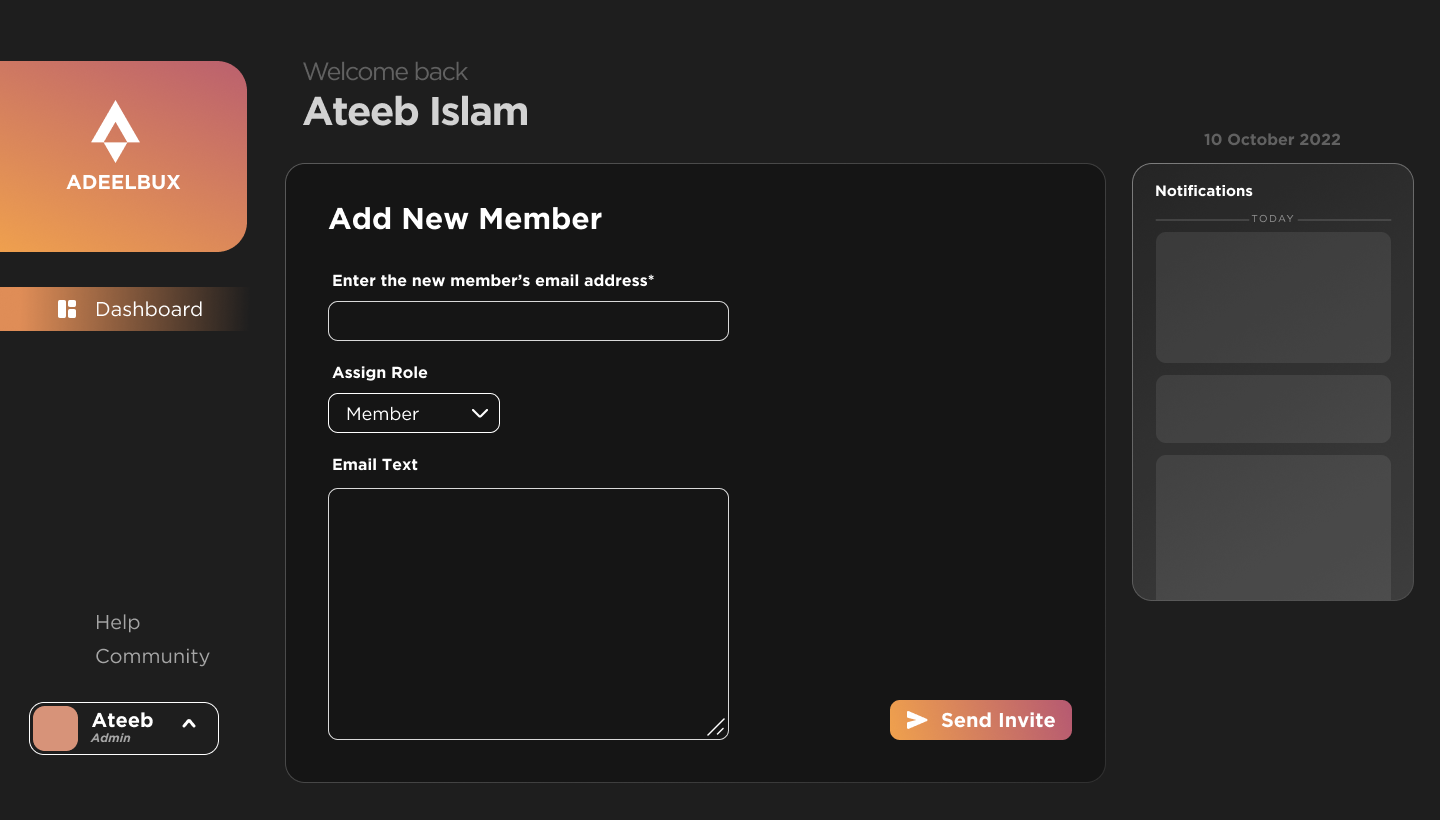 Welcome back
Ateeb Islam
ADEELBUX
Dashboard
Help
Community
Ateeb
Admin
Add New Member
Enter the new member’s email address*
Assign Role
Member
Email Text
Send Invite
10 October 2022
Notifications
TODAY